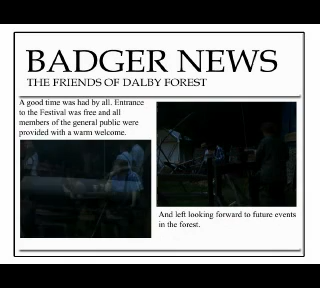 BADGER NEWS
THE FRIENDS OF DALBY FOREST
A good time was had by all. Entrance
to the Festival was free and all
members of the general public were
provided with a warm welcome.
And left looking forward to future events
in the forest.